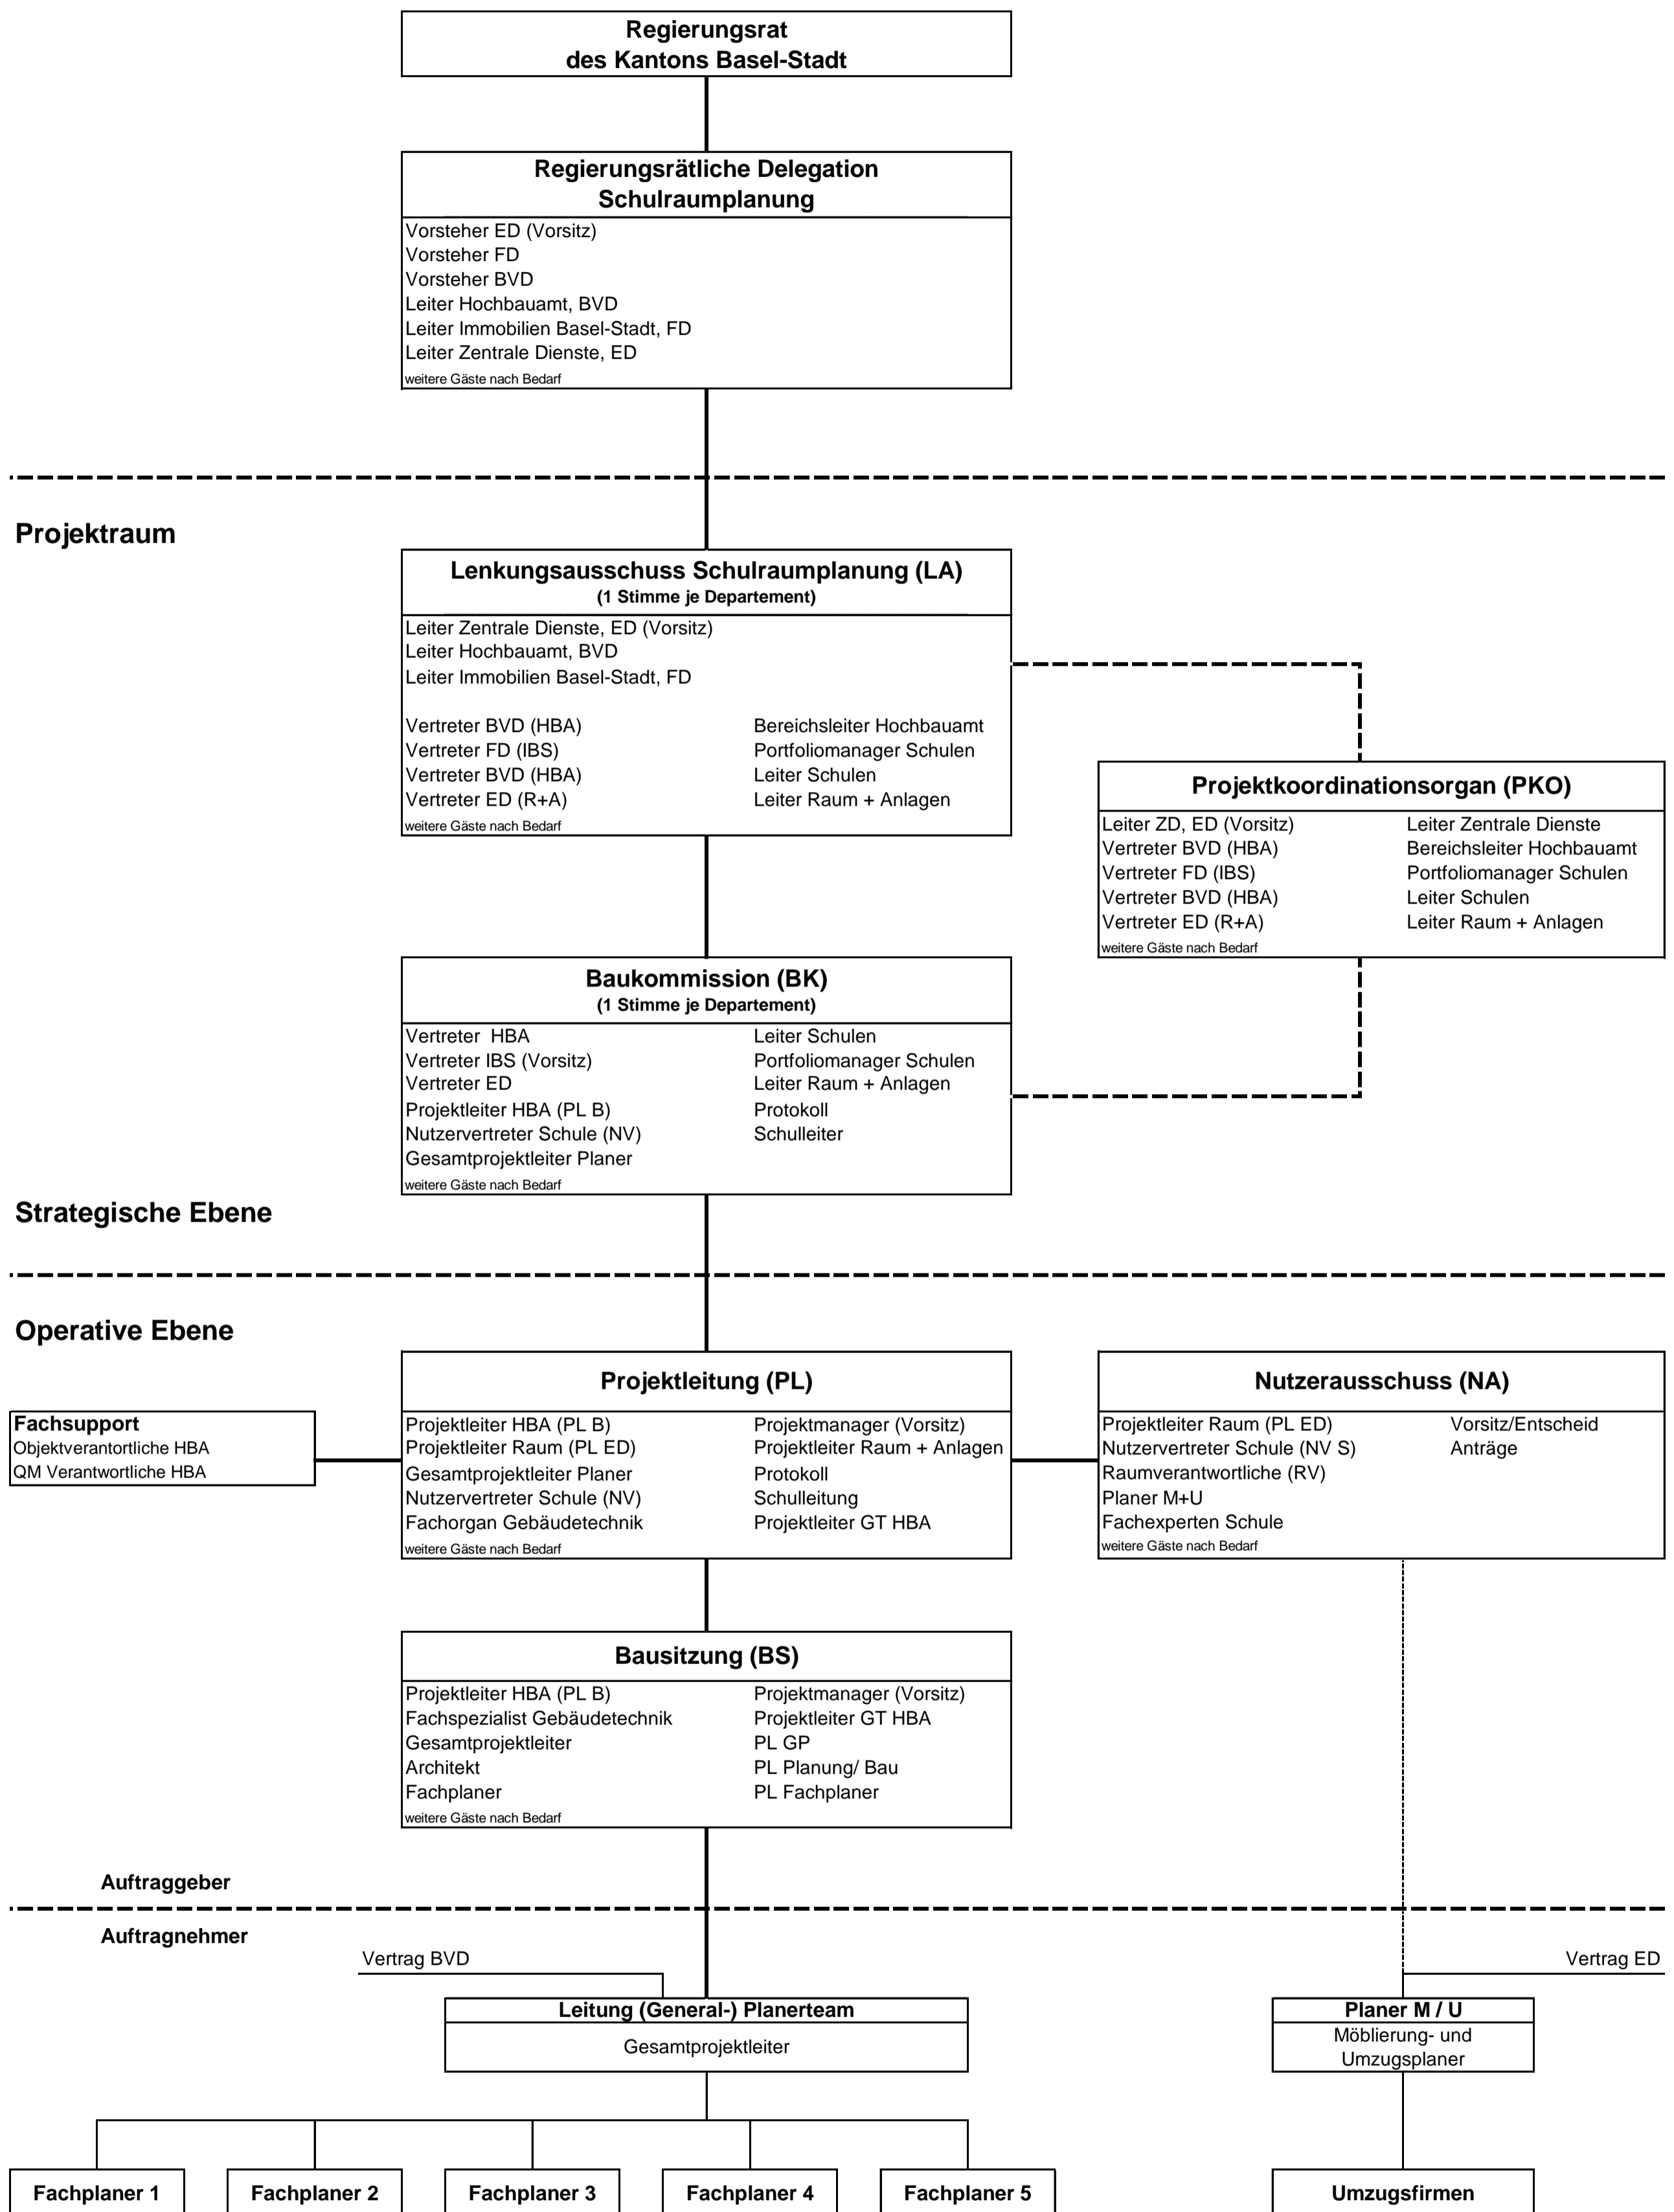 Regierungsrat
des Kantons Basel-Stadt
Regierungsrätliche Delegation
Schulraumplanung
Vorsteher ED (Vorsitz)
Vorsteher FD
Vorsteher BVD
Leiter Hochbauamt, BVD
Leiter Immobilien Basel-Stadt, FD
Leiter Zentrale Dienste, ED
weitere Gäste nach Bedarf
Projektraum
Lenkungsausschuss Schulraumplanung (LA)
(1 Stimme je Departement)
Leiter Zentrale Dienste, ED (Vorsitz)
Leiter Hochbauamt, BVD
Leiter Immobilien Basel-Stadt, FD
Vertreter BVD (HBA) Bereichsleiter Hochbauamt
Vertreter FD (IBS) Portfoliomanager Schulen
Vertreter BVD (HBA) Leiter Schulen
Vertreter ED (R+A) Leiter Raum + Anlagen
weitere Gäste nach Bedarf
Projektkoordinationsorgan (PKO)
Leiter ZD, ED (Vorsitz) Leiter Zentrale Dienste
Vertreter BVD (HBA) Bereichsleiter Hochbauamt
Vertreter FD (IBS) Portfoliomanager Schulen
Vertreter BVD (HBA) Leiter Schulen
Vertreter ED (R+A) Leiter Raum + Anlagen
weitere Gäste nach Bedarf
Baukommission (BK)
(1 Stimme je Departement)
Vertreter HBA Leiter Schulen
Vertreter IBS (Vorsitz) Portfoliomanager Schulen
Vertreter ED Leiter Raum + Anlagen
Projektleiter HBA (PL B) Protokoll
Nutzervertreter Schule (NV) Schulleiter
Gesamtprojektleiter Planer
weitere Gäste nach Bedarf
Strategische Ebene
Operative Ebene
Fachsupport
Objektverantortliche HBA
QM Verantwortliche HBA
Projektleitung (PL)
Projektleiter HBA (PL B) Projektmanager (Vorsitz)
Projektleiter Raum (PL ED) Projektleiter Raum + Anlagen
Gesamtprojektleiter Planer Protokoll
Nutzervertreter Schule (NV) Schulleitung
Fachorgan Gebäudetechnik Projektleiter GT HBA
weitere Gäste nach Bedarf
Nutzerausschuss (NA)
Projektleiter Raum (PL ED) Vorsitz/Entscheid
Nutzervertreter Schule (NV S) Anträge
Raumverantwortliche (RV)
Planer M+U
Fachexperten Schule
weitere Gäste nach Bedarf
Bausitzung (BS)
Projektleiter HBA (PL B) Projektmanager (Vorsitz)
Fachspezialist Gebäudetechnik Projektleiter GT HBA
Gesamtprojektleiter PL GP
Architekt PL Planung/ Bau
Fachplaner PL Fachplaner
weitere Gäste nach Bedarf
Auftraggeber
Auftragnehmer
Vertrag BVD
Vertrag ED
Leitung (General-) Planerteam
Gesamtprojektleiter
Planer M / U
Möblierung- und
Umzugsplaner
Fachplaner 1
Fachplaner 2
Fachplaner 3
Fachplaner 4
Fachplaner 5
Umzugsfirmen